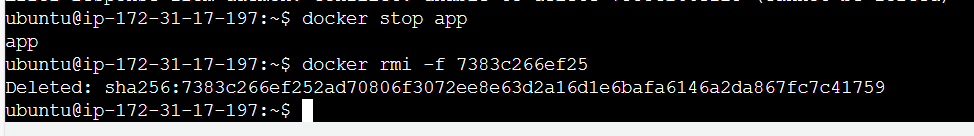 ubuntu@ip-172-31-17-197:~$ docker stop app
app
ubuntu@ip-172-31-17-197:~$ docker rmi -f 7383c266ef25
Deleted: sha256:7383c266ef252ad70806f3072ee8e63d2a16d1e6bafa6146a2da867fc7c41759
ubuntu@ip-172-31-17-197:~$